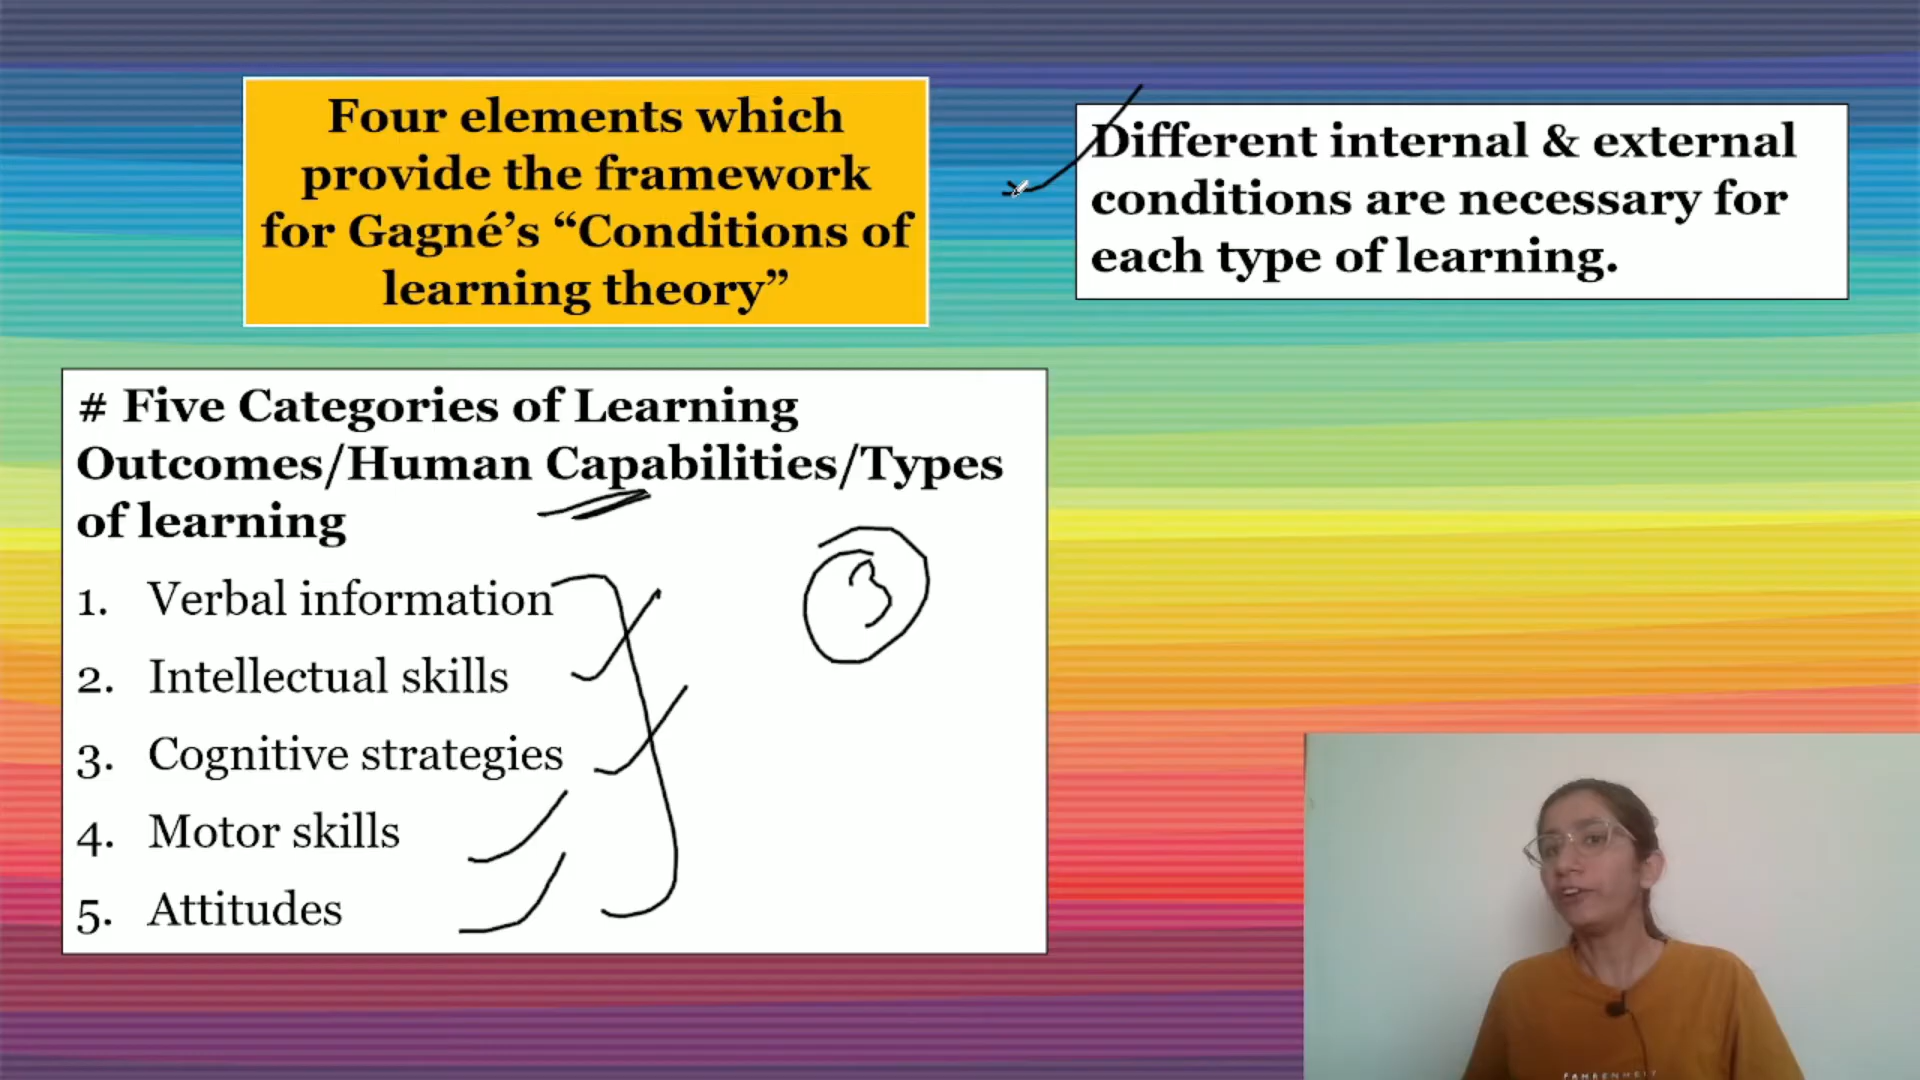 Four elements which
provide the framework
for Gagné’s “Conditions of
learning theory”
Different internal & external
conditions are necessary for
each type of learning.
# Five Categories of Learning
Outcomes/Human Capabilities/Types
of learning
1. Verbal information
2. Intellectual skills
3. Cognitive strategies
4. Motor skills
5. Attitudes
3
FAHRENHEIT